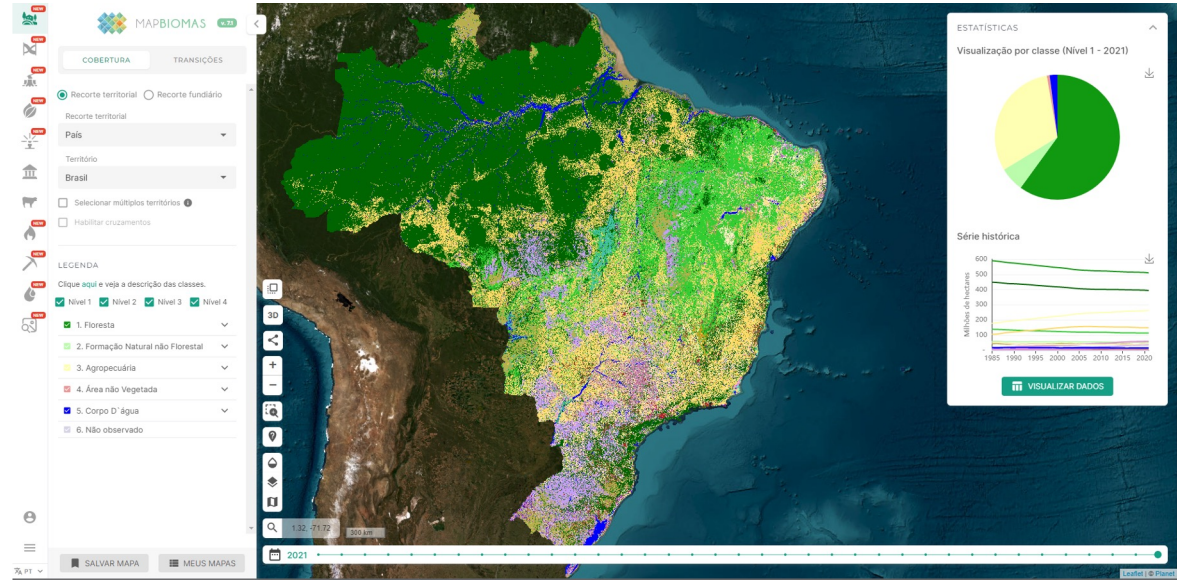 MAPBIOMAS v.7.1
COBERTURA TRANSIÇÕES
Recorte territorial Recorte fundiário
Recorte territorial
País
Território
Brasil
Selecionar múltiplos territórios
Habilitar cruzamentos
LEGENDA
Clique aqui e veja a descrição das classes.
Nível 1 Nível 2 Nível 3 Nível 4
1. Floresta
2. Formação Natural não Florestal
3. Agropecuária
4. Área não Vegetada
5. Corpo D`água
6. Não observado
SALVAR MAPA MEUS MAPAS
NEW
NEW
NEW
NEW
NEW
NEW
NEW
NEW
NEW
PT
3D
+
−
1.32, -71.72
300 km
2021
ESTATÍSTICAS
Visualização por classe (Nível 1 - 2021)
Série histórica
Milhões de hectares
600
500
400
300
200
100
-
1985 1990 1995 2000 2005 2010 2015 2020
VISUALIZAR DADOS
Leaflet | © Planet